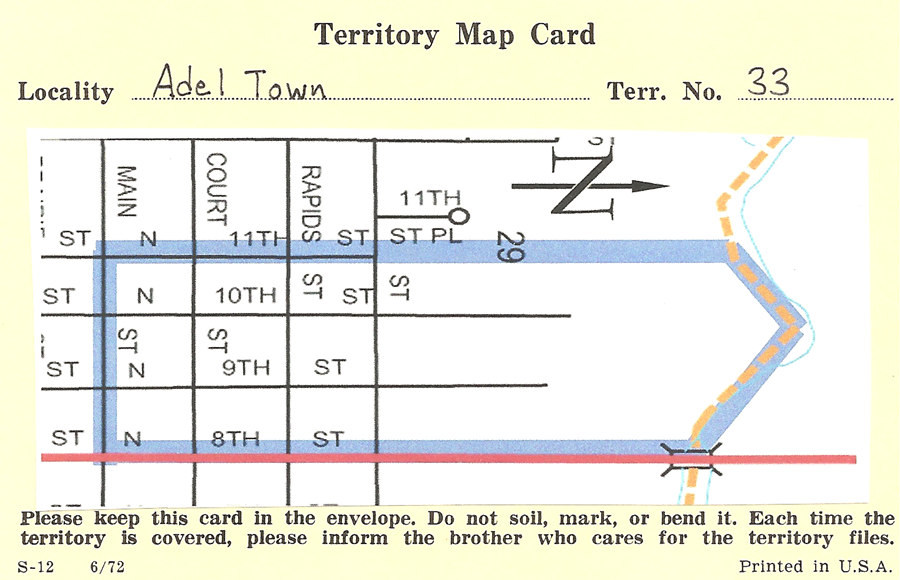 Territory Map Card
Locality Adel Town Terr. No. 33
ST
MAIN
COURT
RAPIDS
11TH
N
ST N 11TH ST ST PL
29
ST N 10TH ST ST
ST
ST ST
ST N 9TH ST
ST N 8TH ST
Please keep this card in the envelope. Do not soil, mark, or bend it. Each time the
territory is covered, please inform the brother who cares for the territory files.
S-12 6/72 Printed in U.S.A.